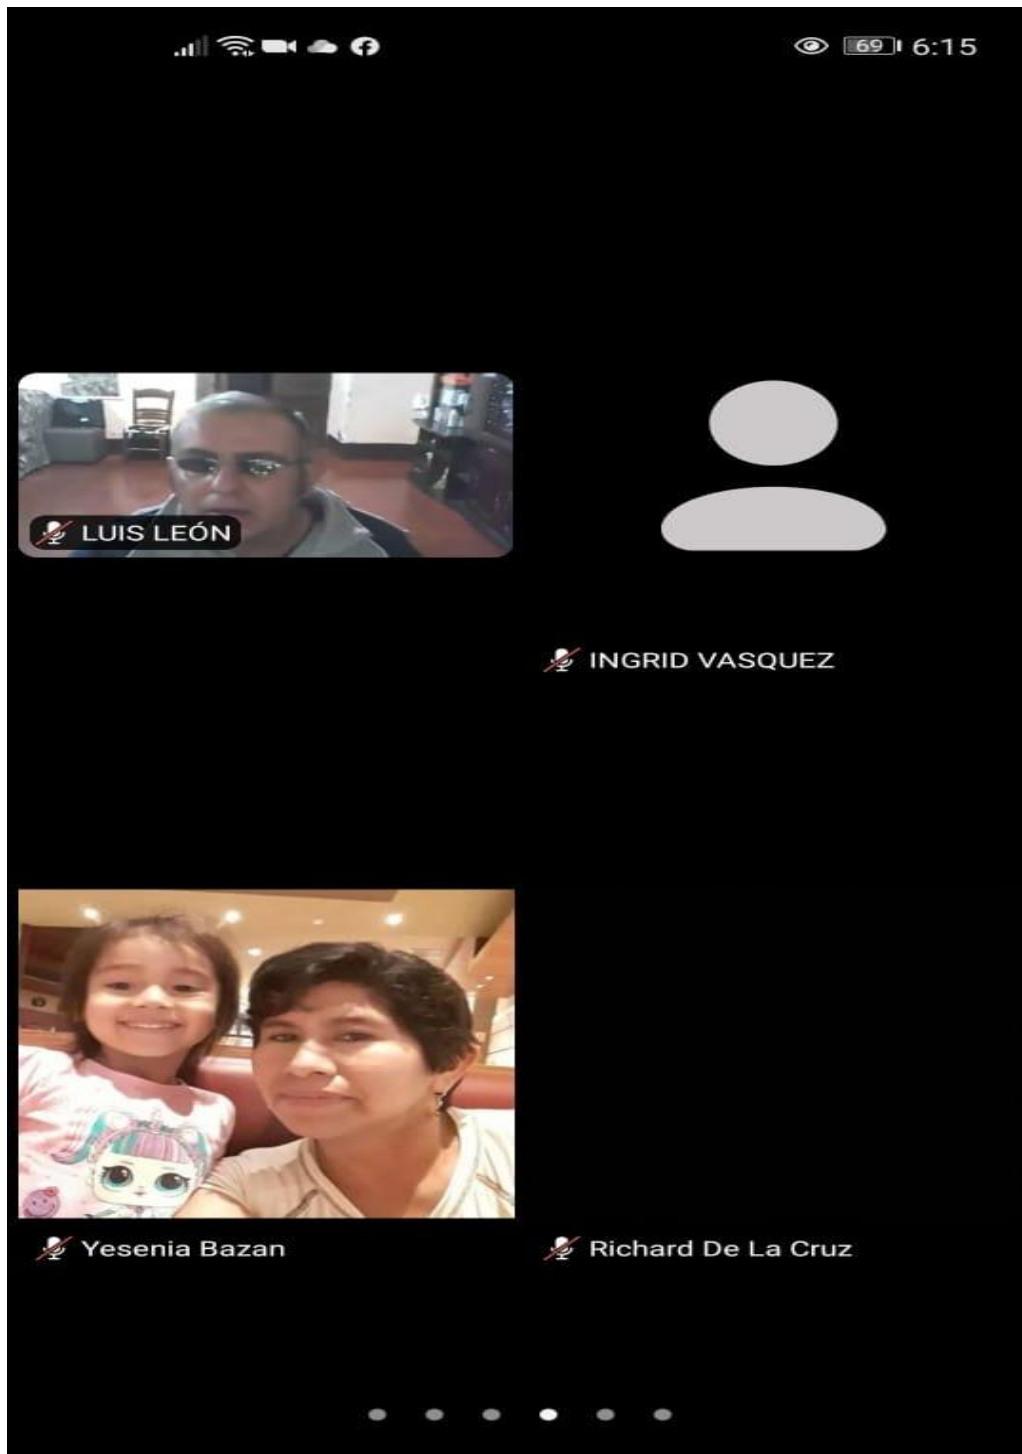 69 6:15
LUIS LEÓN
INGRID VASQUEZ
Yesenia Bazan
Richard De La Cruz